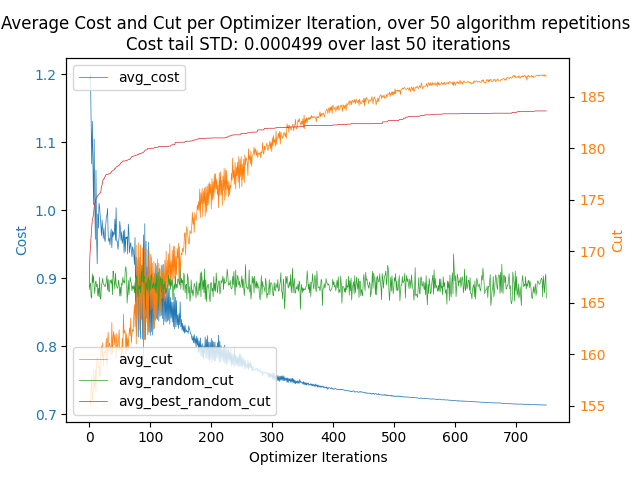 Average Cost and Cut per Optimizer Iteration, over 50 algorithm repetitions
Cost tail STD: 0.000499 over last 50 iterations
avg_cost
1.2
1.1
1.0
0.9
0.8
0.7
Cost
185
180
175
170
165
160
155
Cut
avg_cut
avg_random_cut
avg_best_random_cut
0 100 200 300 400 500 600 700
Optimizer Iterations